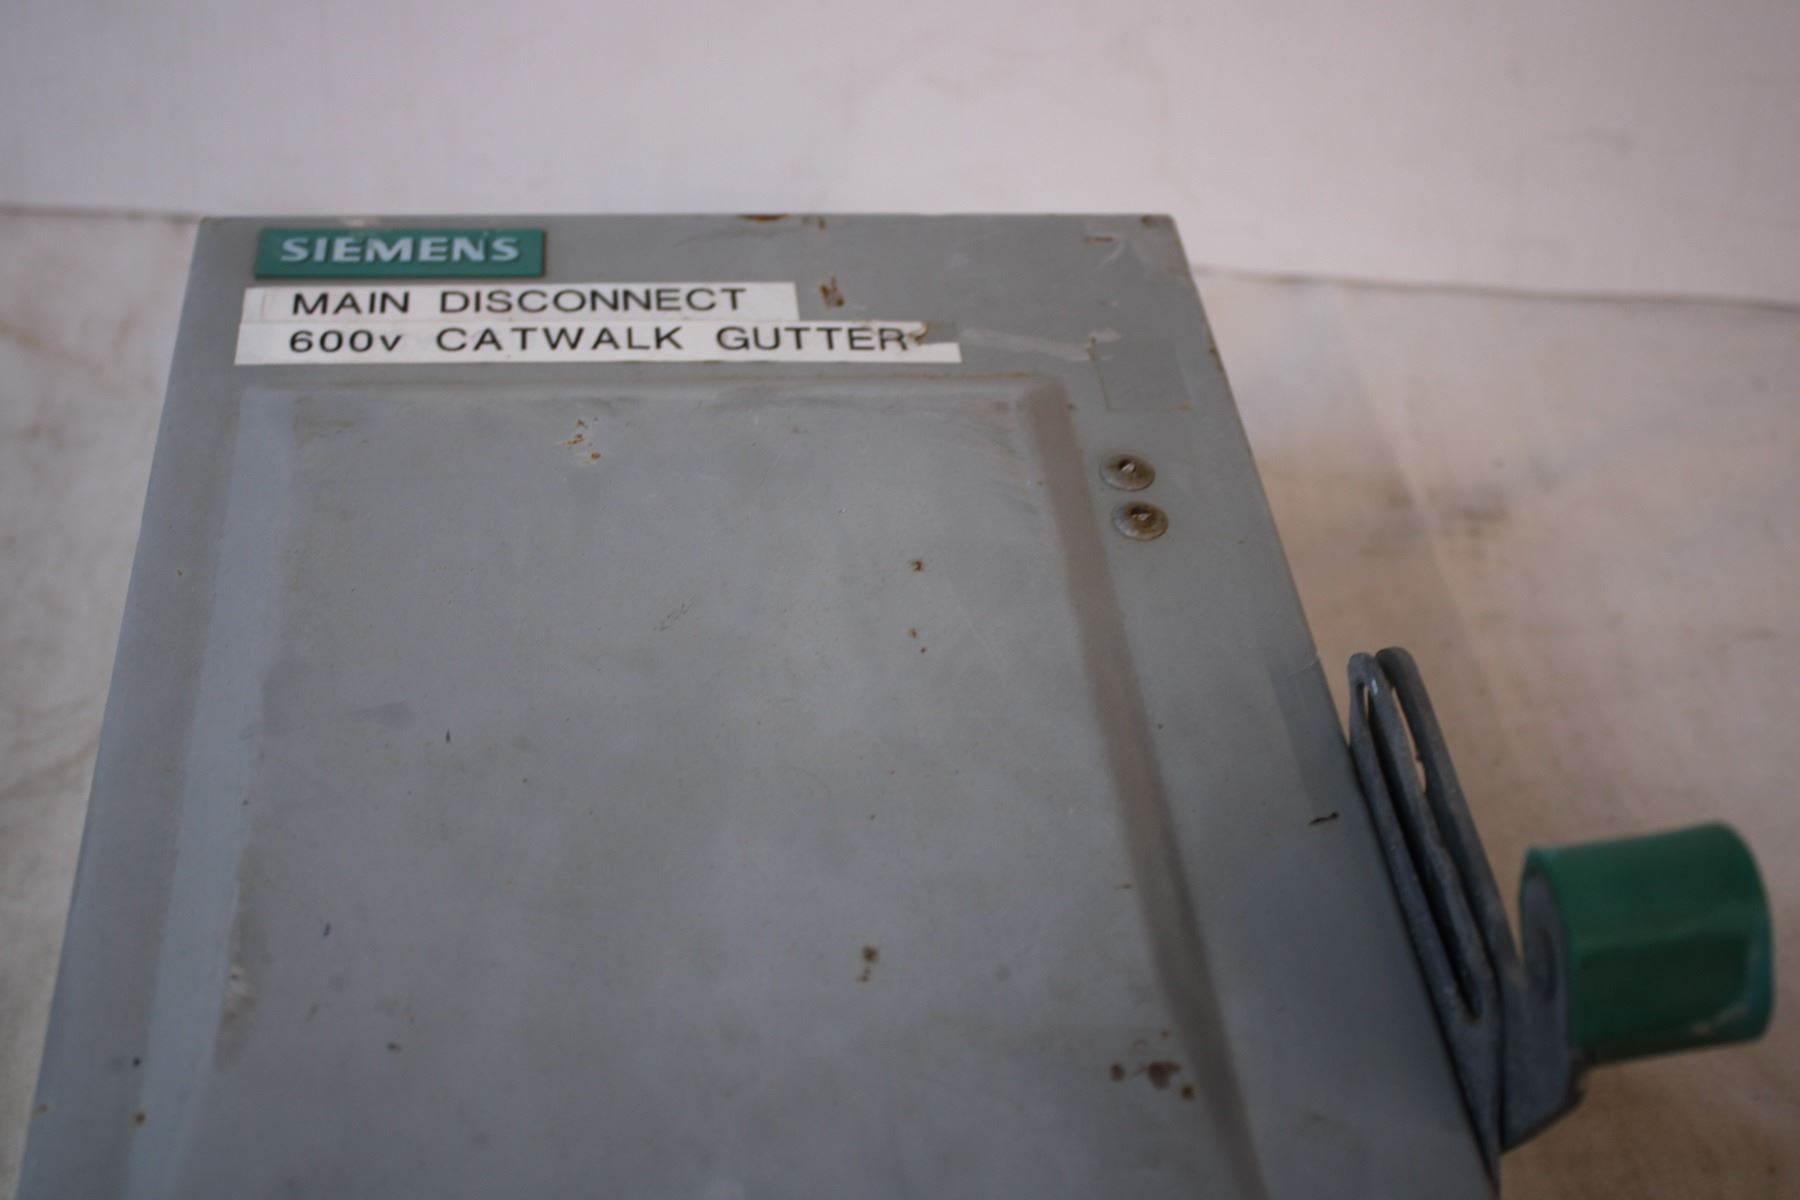 SIEMENS
MAIN DISCONNECT
600v CATWALK GUTTER